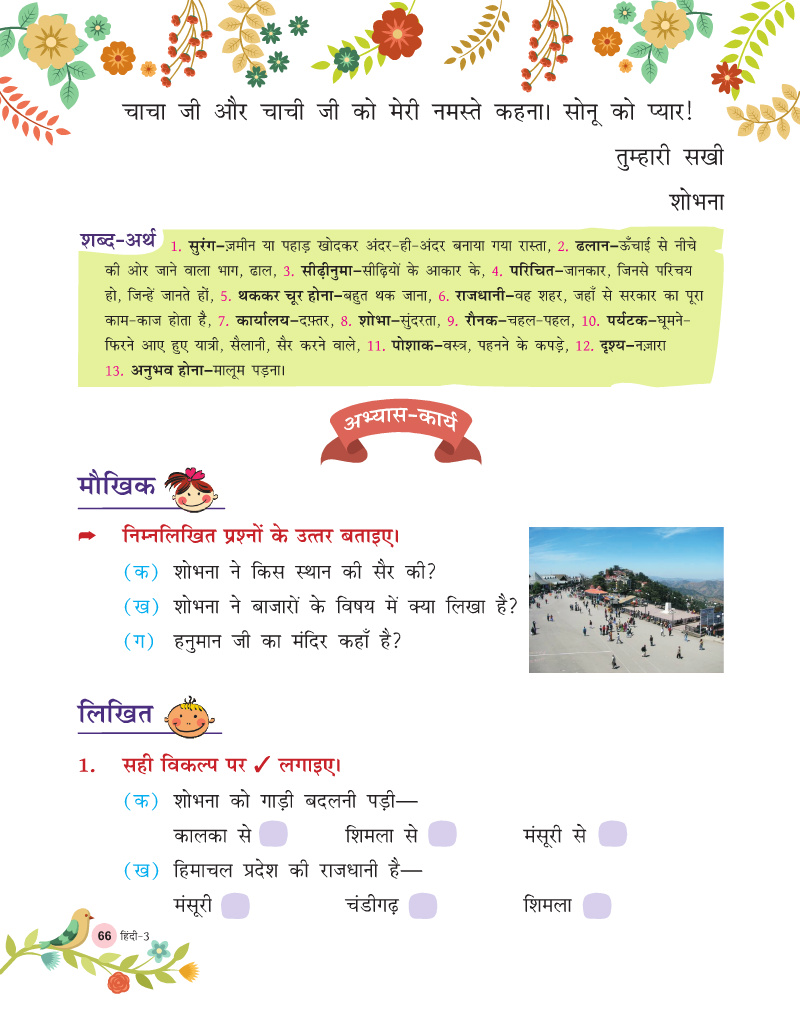 चाचा जी और चाची जी को मेरी नमस्ते कहना। सोनू को प्यार!
तुम्हारी सखी
शोभना
शब्द-अर्थ 1. सुरंग–ज़मीन या पहाड़ खोदकर अंदर-ही-अंदर बनाया गया रास्ता, 2. ढलान–ऊँचाई से नीचे
की ओर जाने वाला भाग, ढाल, 3. सीढ़ीनुमा–सीढ़ियों के आकार के, 4. परिचित–जानकार, जिनसे परिचय
हो, जिन्हें जानते हों, 5. थककर चूर होना–बहुत थक जाना, 6. राजधानी–वह शहर, जहाँ से सरकार का पूरा
काम-काज होता है, 7. कार्यालय–दफ़्तर, 8. शोभा–सुंदरता, 9. रौनक–चहल-पहल, 10. पर्यटक–घूमने-
फिरने आए हुए यात्री, सैलानी, सैर करने वाले, 11. पोशाक–वस्त्र, पहनने के कपड़े, 12. दृश्य–नज़ारा
13. अनुभव होना–मालूम पड़ना।
अभ्यास-कार्य
मौखिक
➦ निम्नलिखित प्रश्नों के उत्तर बताइए।
(क) शोभना ने किस स्थान की सैर की?
(ख) शोभना ने बाजारों के विषय में क्या लिखा है?
(ग) हनुमान जी का मंदिर कहाँ है?
लिखित
1. सही विकल्प पर ✓ लगाइए।
(क) शोभना को गाड़ी बदलनी पड़ी—
कालका से शिमला से मंसूरी से
(ख) हिमाचल प्रदेश की राजधानी है—
मंसूरी चंडीगढ़ शिमला
66 हिंदी-3